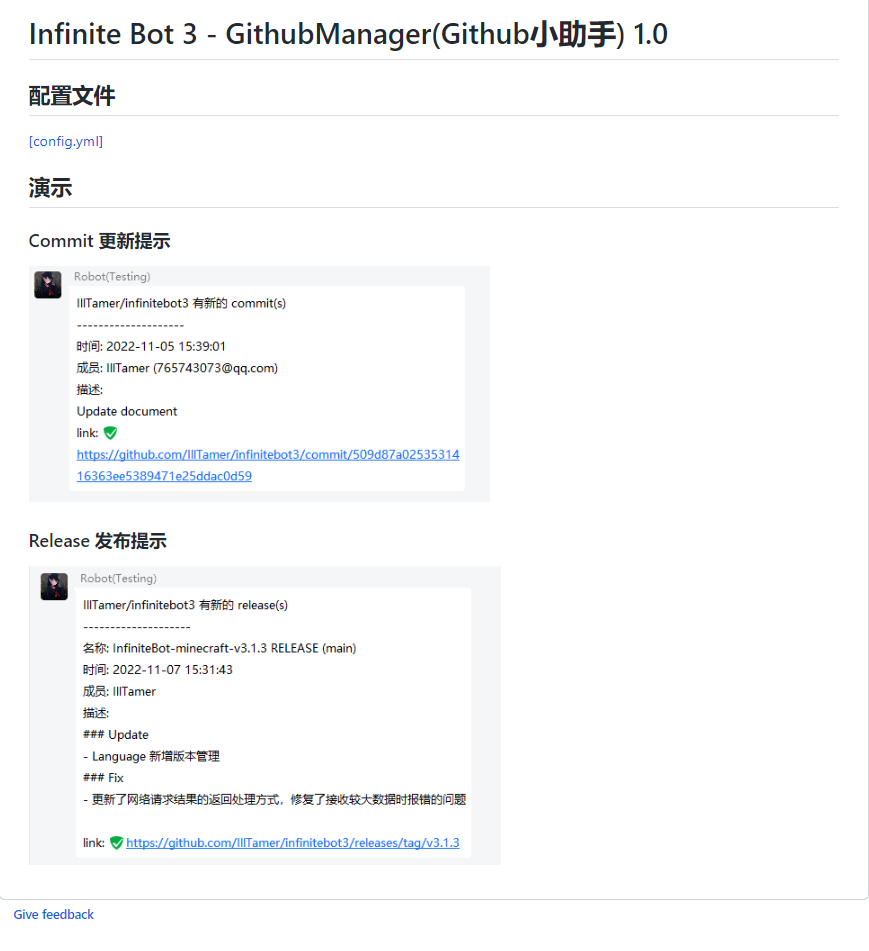 Infinite Bot 3 - GithubManager(Github小助手) 1.0
配置文件
[config.yml]
演示
Commit 更新提示
Robot(Testing)
IllTamer/infinitebot3 有新的 commit(s)
--------------------
时间: 2022-11-05 15:39:01
成员: IllTamer (765743073@qq.com)
描述:
Update document
link:
https://github.com/IllTamer/infinitebot3/commit/509d87a02535314
16363ee5389471e25ddac0d59
Release 发布提示
Robot(Testing)
IllTamer/infinitebot3 有新的 release(s)
--------------------
名称: InfiniteBot-minecraft-v3.1.3 RELEASE (main)
时间: 2022-11-07 15:31:43
成员: IllTamer
描述:
### Update
- Language 新增版本管理
### Fix
- 更新了网络请求结果的返回处理方式，修复了接收较大数据时报错的问题
link: https://github.com/IllTamer/infinitebot3/releases/tag/v3.1.3
Give feedback